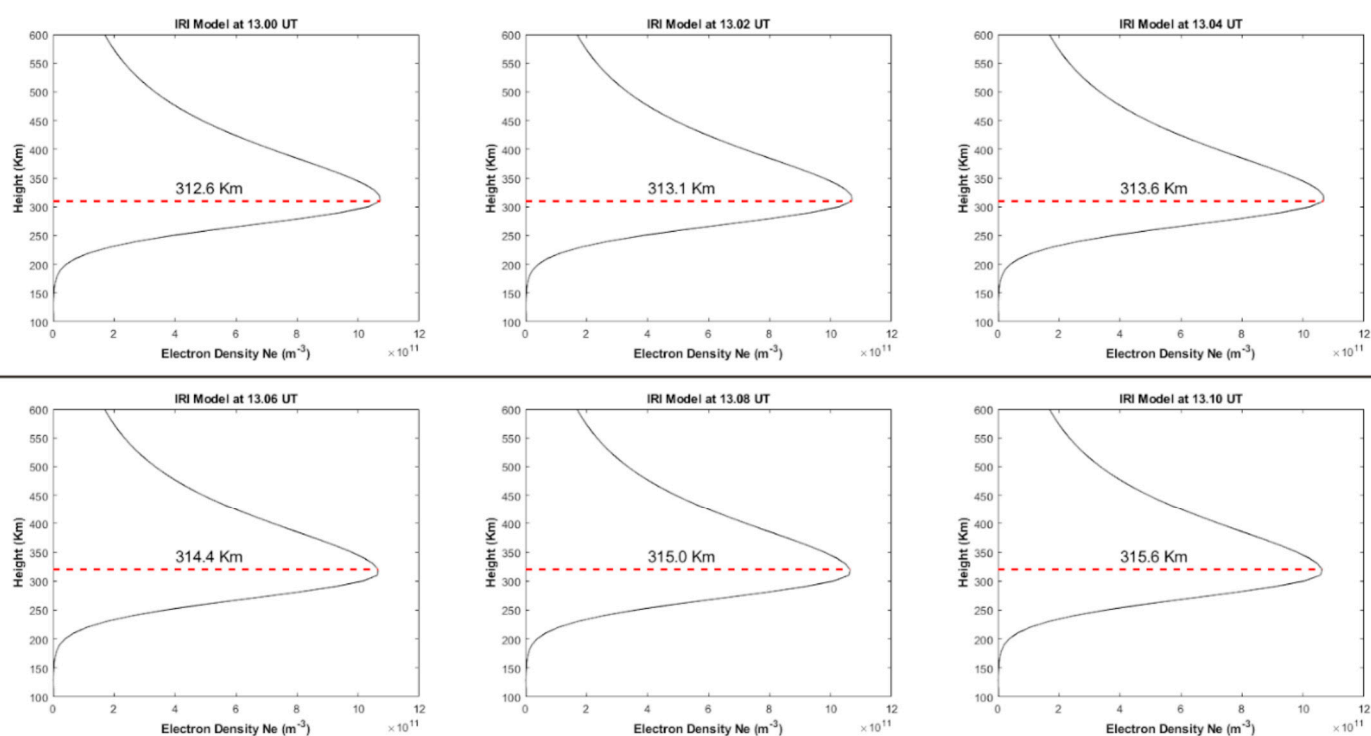 IRI Model at 13.00 UT
600
550
500
450
400
350
300
250
200
150
100
Height (Km)
312.6 Km
0 2 4 6 8 10 12
Electron Density Ne (m⁻³)
×10¹¹
IRI Model at 13.02 UT
600
550
500
450
400
350
300
250
200
150
100
Height (Km)
313.1 Km
0 2 4 6 8 10 12
Electron Density Ne (m⁻³)
×10¹¹
IRI Model at 13.04 UT
600
550
500
450
400
350
300
250
200
150
100
Height (Km)
313.6 Km
0 2 4 6 8 10 12
Electron Density Ne (m⁻³)
×10¹¹
IRI Model at 13.06 UT
600
550
500
450
400
350
300
250
200
150
100
Height (Km)
314.4 Km
0 2 4 6 8 10 12
Electron Density Ne (m⁻³)
×10¹¹
IRI Model at 13.08 UT
600
550
500
450
400
350
300
250
200
150
100
Height (Km)
315.0 Km
0 2 4 6 8 10 12
Electron Density Ne (m⁻³)
×10¹¹
IRI Model at 13.10 UT
600
550
500
450
400
350
300
250
200
150
100
Height (Km)
315.6 Km
0 2 4 6 8 10 12
Electron Density Ne (m⁻³)
×10¹¹